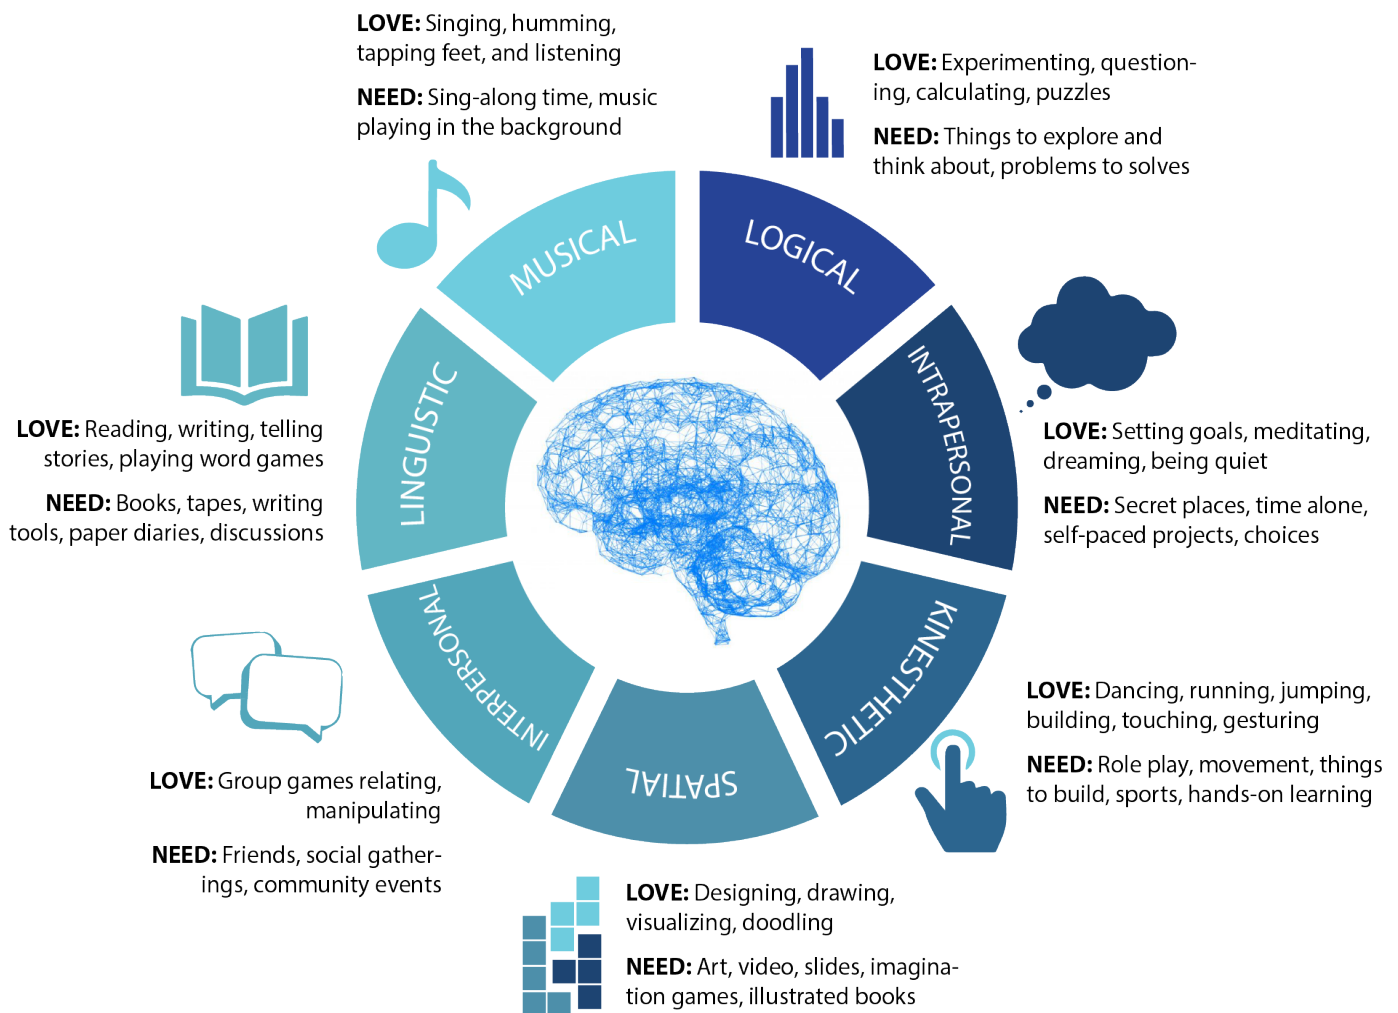 LOVE: Singing, humming,
tapping feet, and listening
NEED: Sing-along time, music
playing in the background
LOVE: Experimenting, question-
ing, calculating, puzzles
NEED: Things to explore and
think about, problems to solves
MUSICAL
LOGICAL
LINGUISTIC
INTRAPERSONAL
LOVE: Reading, writing, telling
stories, playing word games
NEED: Books, tapes, writing
tools, paper diaries, discussions
LOVE: Setting goals, meditating,
dreaming, being quiet
NEED: Secret places, time alone,
self-paced projects, choices
INTERPERSONAL
KINESTHETIC
SPATIAL
LOVE: Dancing, running, jumping,
building, touching, gesturing
NEED: Role play, movement, things
to build, sports, hands-on learning
LOVE: Group games relating,
manipulating
NEED: Friends, social gather-
ings, community events
LOVE: Designing, drawing,
visualizing, doodling
NEED: Art, video, slides, imagina-
tion games, illustrated books